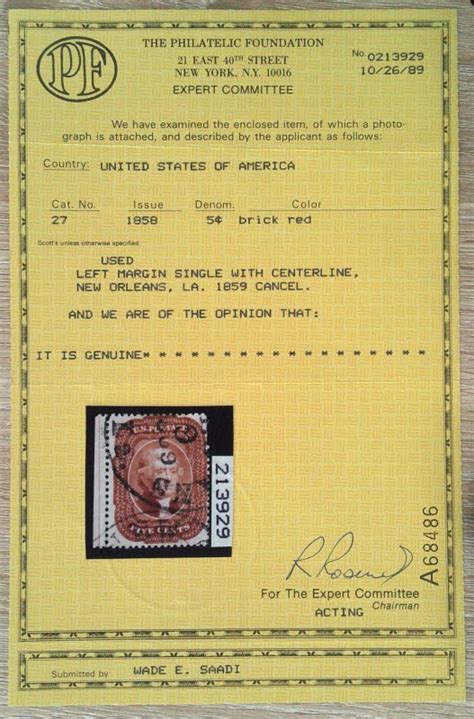 PF
THE PHILATELIC FOUNDATION
21 EAST 40TH STREET
NEW YORK, N.Y. 10016
EXPERT COMMITTEE
No. 0213929
10/26/89
We have examined the enclosed item, of which a photo-
graph is attached, and described by the applicant as follows:
Country: UNITED STATES OF AMERICA
Cat. No. Issue Denom. Color
27 1858 5¢ brick red
Scott's unless otherwise specified
USED
LEFT MARGIN SINGLE WITH CENTERLINE,
NEW ORLEANS, LA. 1859 CANCEL.
AND WE ARE OF THE OPINION THAT:
IT IS GENUINE* * * * * * * * * * * * * * * * * * * *
U.S. POSTAGE
FIVE CENTS
213929
A68486
For The Expert Committee
ACTING Chairman
Submitted by WADE E. SAADI